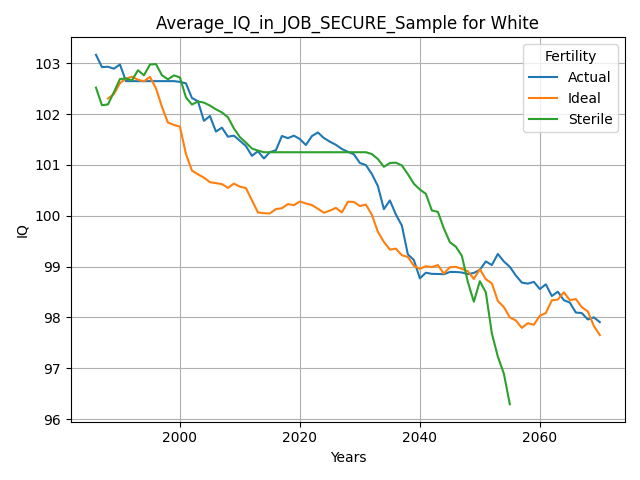 Average_IQ_in_JOB_SECURE_Sample for White
Fertility
Actual
Ideal
Sterile
IQ
103
102
101
100
99
98
97
96
2000
2020
2040
2060
Years